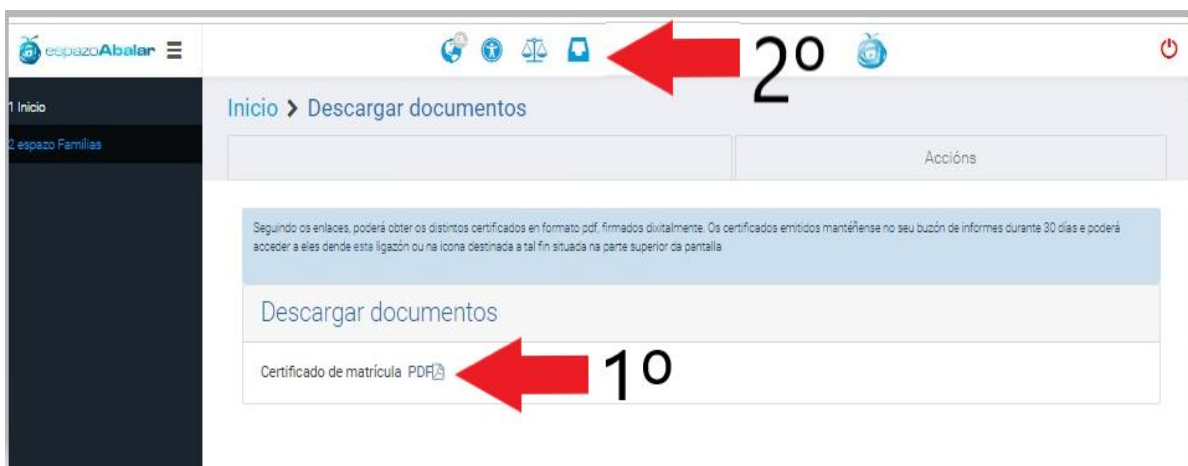 espazoAbalar
2º
1 Inicio
2 espazo Familias
Inicio > Descargar documentos
Accións
Seguindo os enlaces, poderá obter os distintos certificados en formato pdf, firmados dixitalmente. Os certificados emitidos mantéñense no seu buzón de informes durante 30 días e poderá
acceder a eles dende esta ligazón ou na icona destinada a tal fin situada na parte superior da pantalla
Descargar documentos
Certificado de matrícula PDF
1º